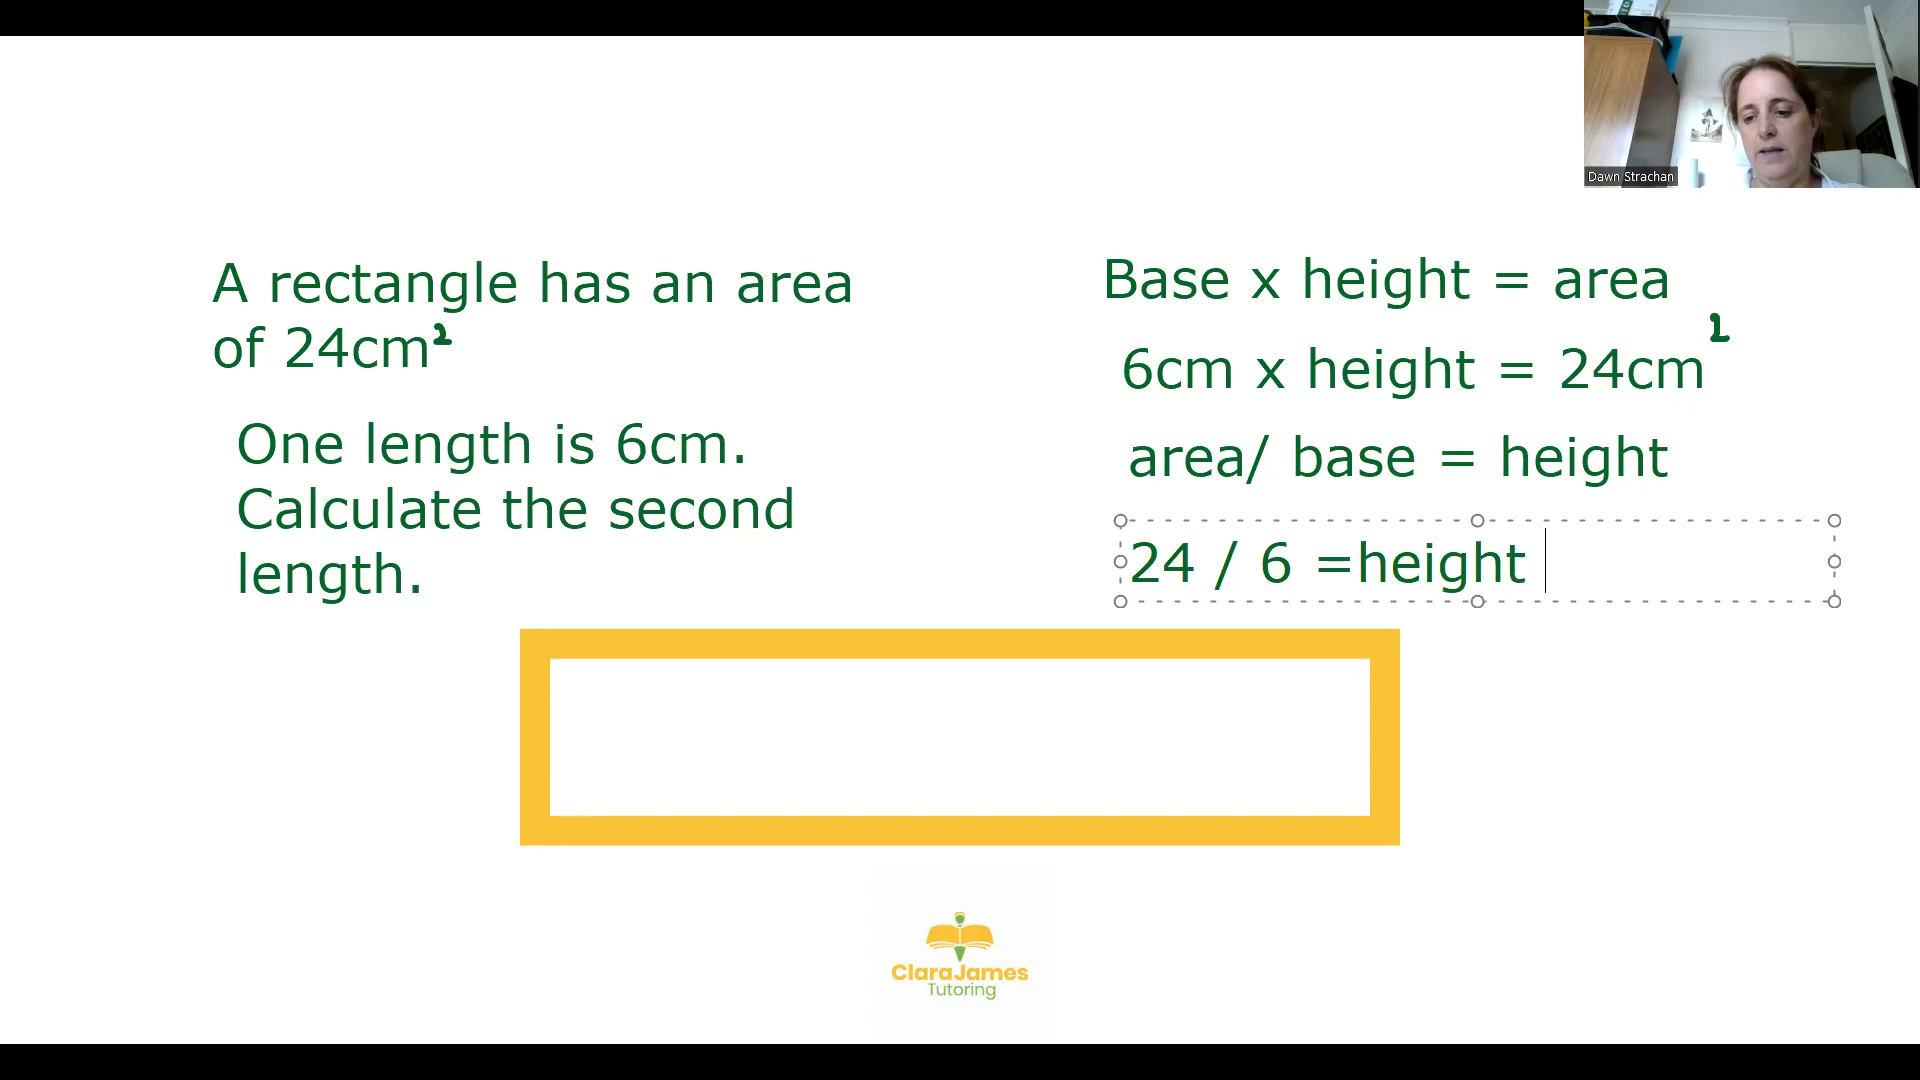 Dawn Strachan
A rectangle has an area
of 24cm²
One length is 6cm.
Calculate the second
length.
Base x height = area
6cm x height = 24cm²
area/ base = height
24 / 6 =height
ClaraJames
Tutoring